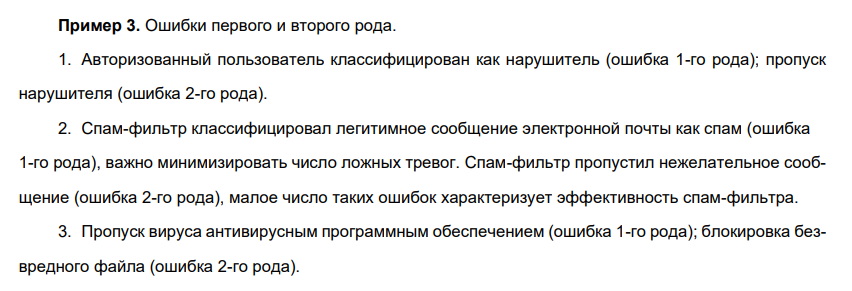 Пример 3. Ошибки первого и второго рода.
1. Авторизованный пользователь классифицирован как нарушитель (ошибка 1-го рода); пропуск
нарушителя (ошибка 2-го рода).
2. Спам-фильтр классифицировал легитимное сообщение электронной почты как спам (ошибка
1-го рода), важно минимизировать число ложных тревог. Спам-фильтр пропустил нежелательное сооб-
щение (ошибка 2-го рода), малое число таких ошибок характеризует эффективность спам-фильтра.
3. Пропуск вируса антивирусным программным обеспечением (ошибка 1-го рода); блокировка без-
вредного файла (ошибка 2-го рода).